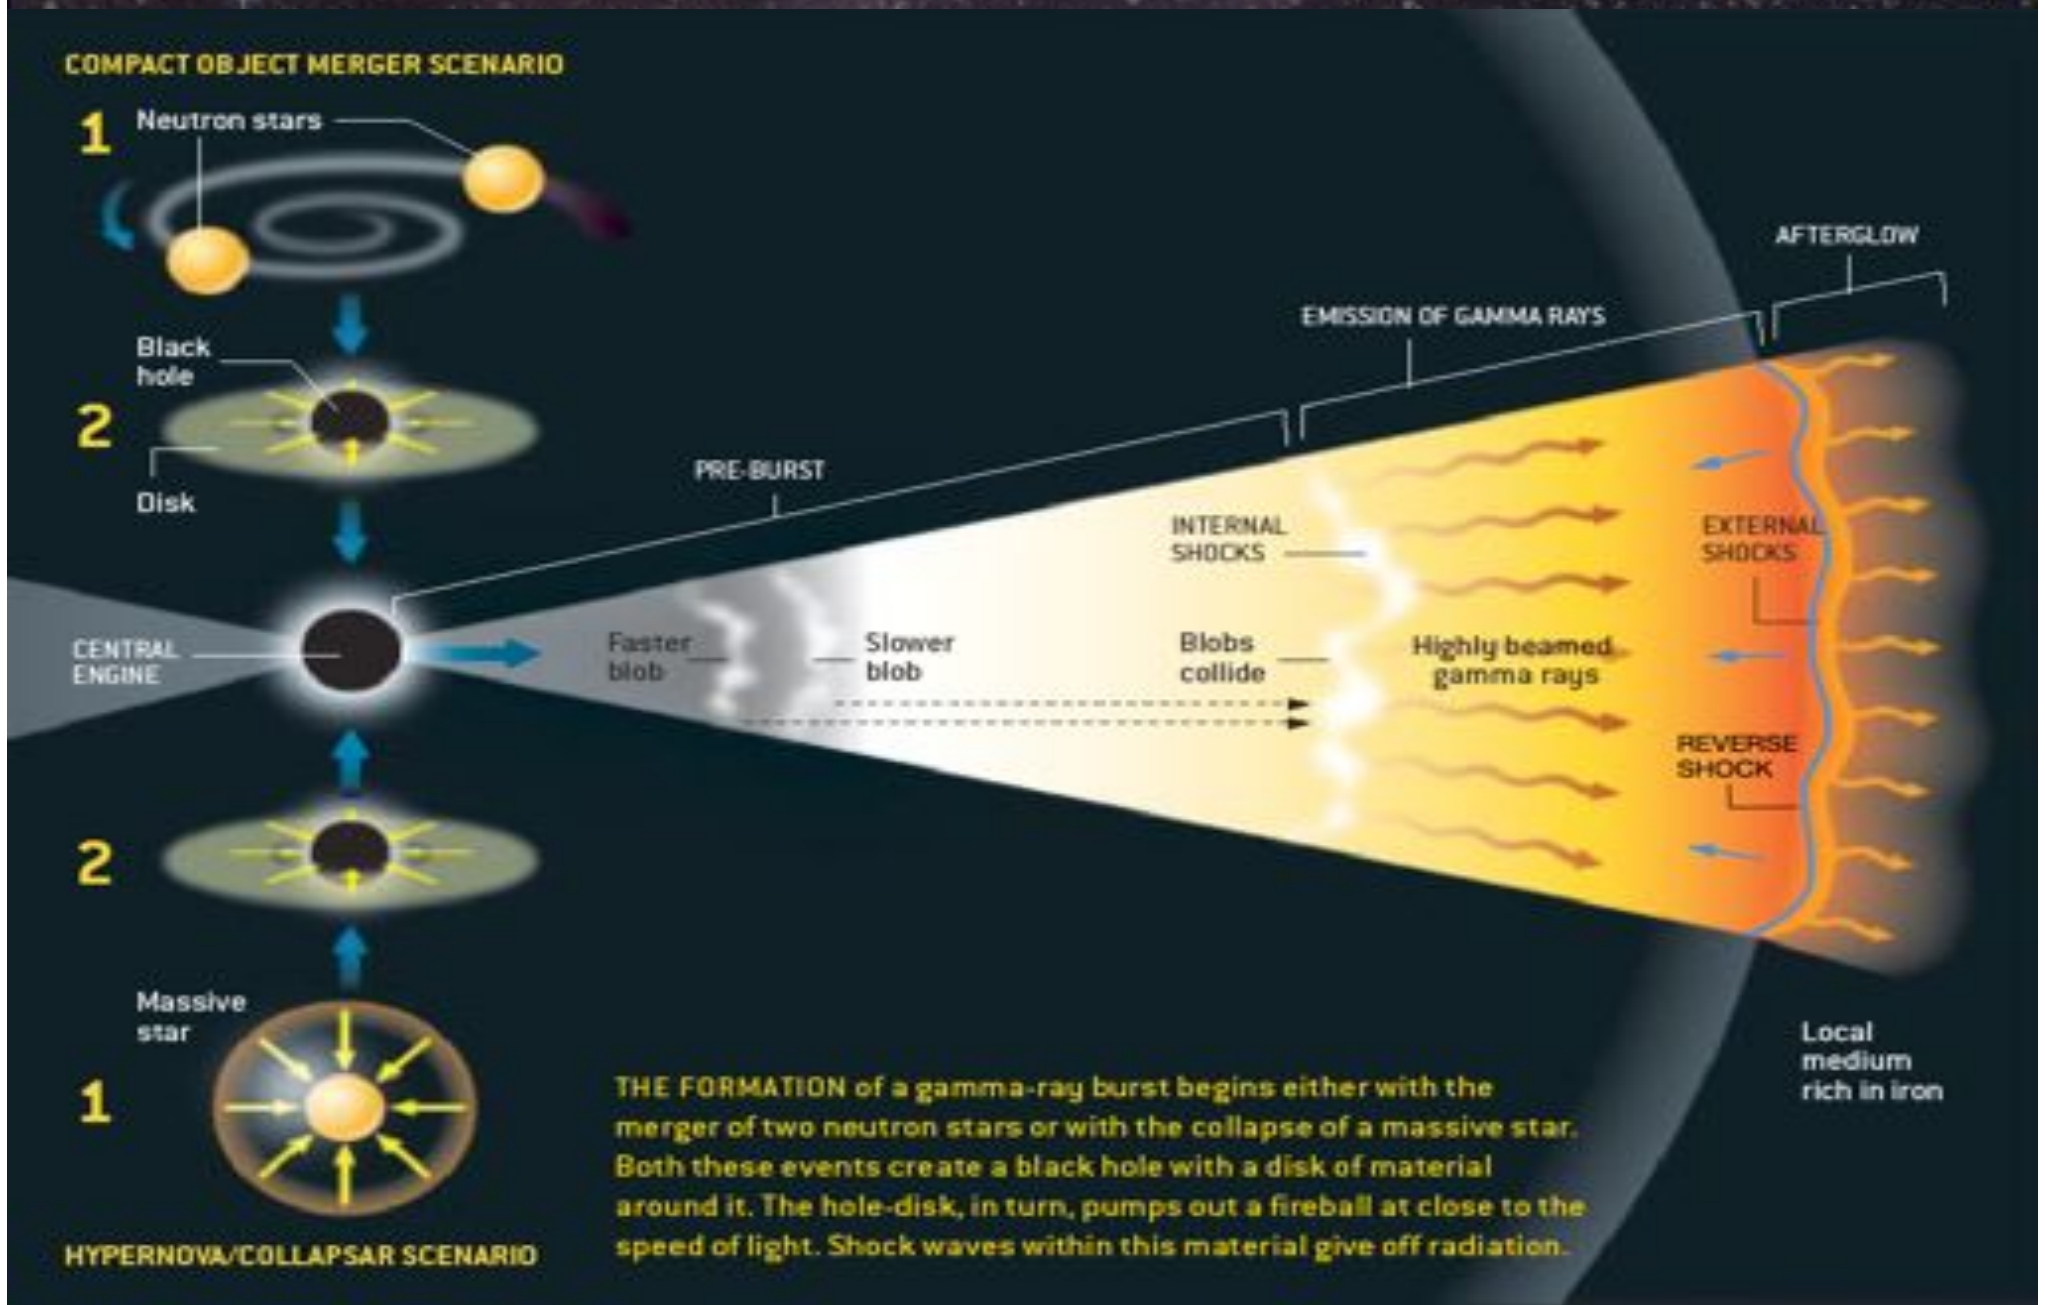 COMPACT OBJECT MERGER SCENARIO
1
Neutron stars
Black
hole
2
Disk
CENTRAL
ENGINE
2
Massive
star
1
HYPERNOVA/COLLAPSAR SCENARIO
PRE-BURST
Faster
blob
Slower
blob
EMISSION OF GAMMA RAYS
INTERNAL
SHOCKS
Blobs
collide
Highly beamed
gamma rays
AFTERGLOW
EXTERNAL
SHOCKS
REVERSE
SHOCK
Local
medium
rich in iron
THE FORMATION of a gamma-ray burst begins either with the
merger of two neutron stars or with the collapse of a massive star.
Both these events create a black hole with a disk of material
around it. The hole-disk, in turn, pumps out a fireball at close to the
speed of light. Shock waves within this material give off radiation.